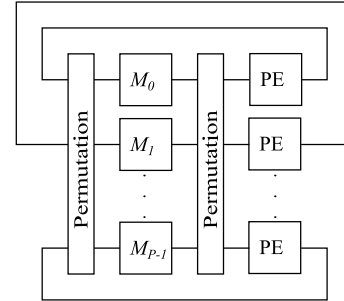 Permutation
M0
Permutation
PE
M1
PE
. . .
. . .
MP-1
PE